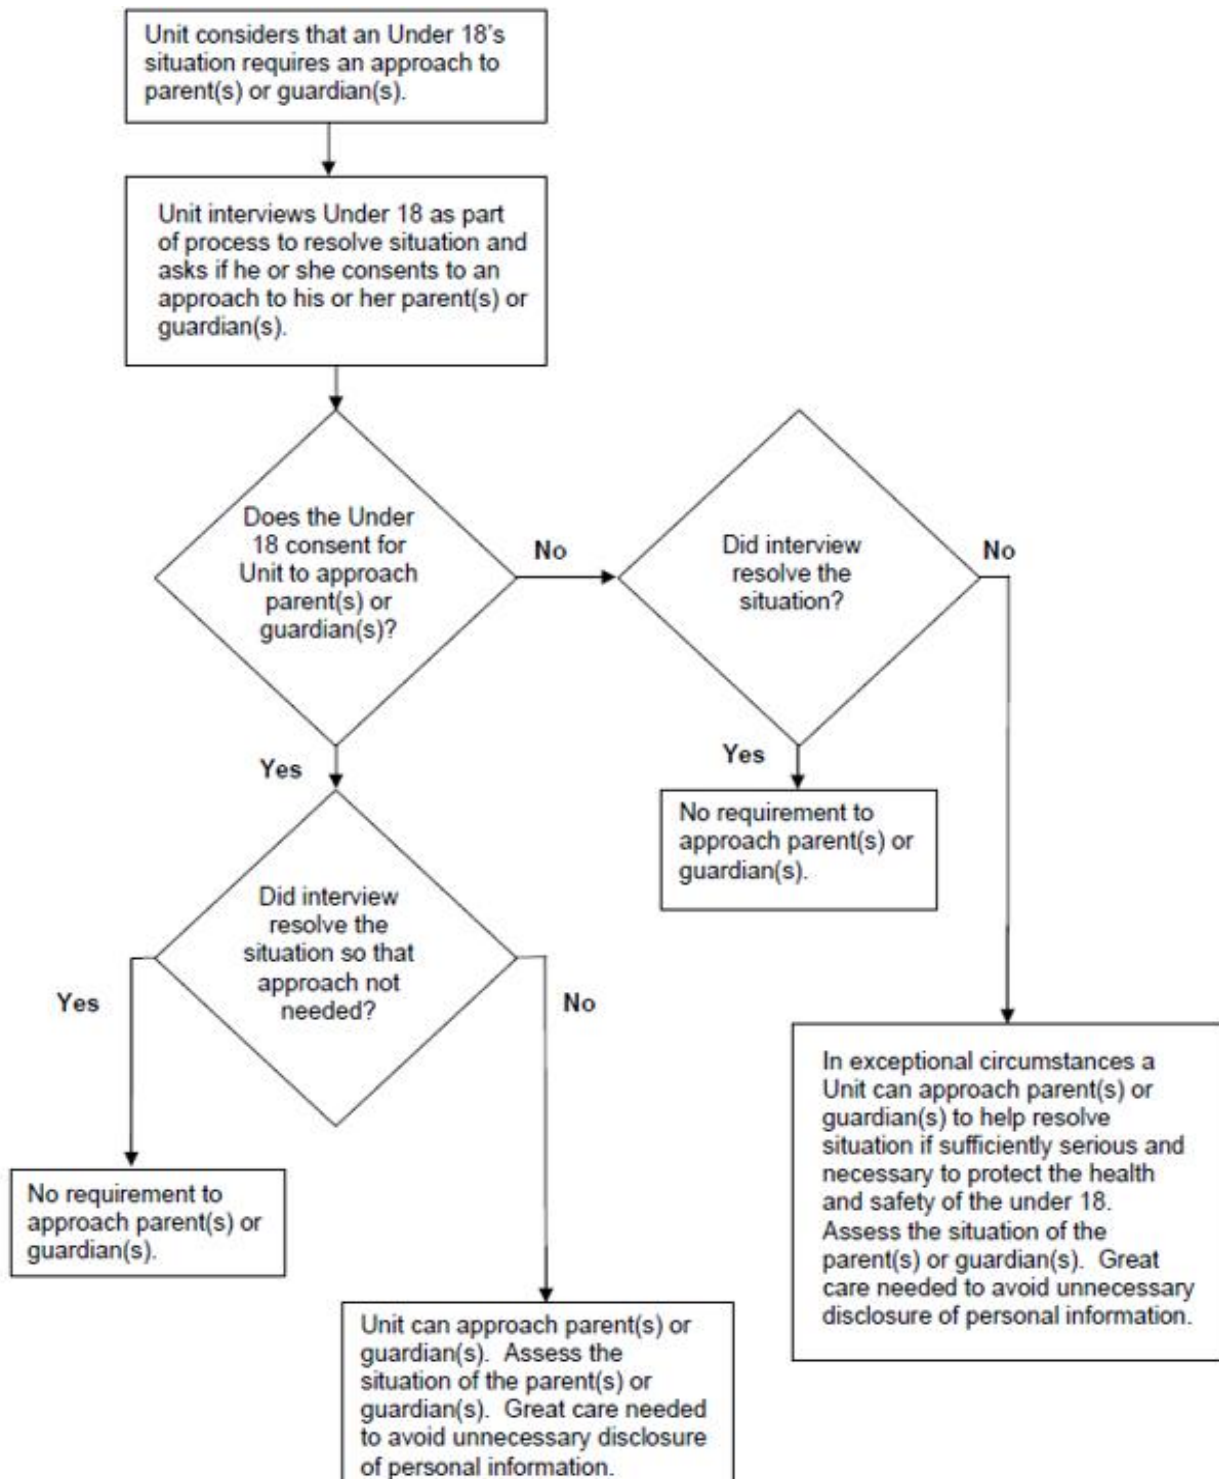 Unit considers that an Under 18's
situation requires an approach to
parent(s) or guardian(s).
Unit interviews Under 18 as part
of process to resolve situation and
asks if he or she consents to an
approach to his or her parent(s) or
guardian(s).
Does the Under
18 consent for
Unit to approach
parent(s) or
guardian(s)?
No
Did interview
resolve the
situation?
No
Yes
Yes
No requirement to
approach parent(s) or
guardian(s).
Did interview
resolve the
situation so that
approach not
needed?
Yes
No
In exceptional circumstances a
Unit can approach parent(s) or
guardian(s) to help resolve
situation if sufficiently serious and
necessary to protect the health
and safety of the under 18.
Assess the situation of the
parent(s) or guardian(s).  Great
care needed to avoid unnecessary
disclosure of personal information.
No requirement to
approach parent(s) or
guardian(s).
Unit can approach parent(s) or
guardian(s).  Assess the
situation of the parent(s) or
guardian(s).  Great care needed
to avoid unnecessary disclosure
of personal information.